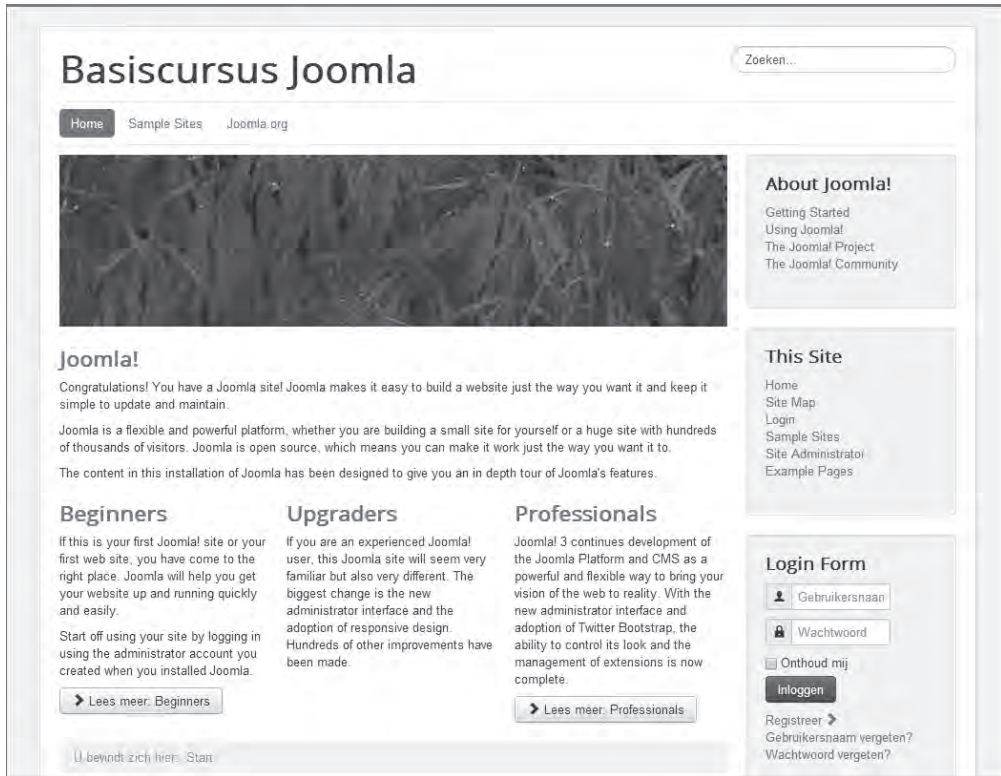 Basiscursus Joomla
Zoeken...
Home Sample Sites Joomla.org
Joomla!
Congratulations! You have a Joomla site! Joomla makes it easy to build a website just the way you want it and keep it
simple to update and maintain.
Joomla is a flexible and powerful platform, whether you are building a small site for yourself or a huge site with hundreds
of thousands of visitors. Joomla is open source, which means you can make it work just the way you want it to.
The content in this installation of Joomla has been designed to give you an in depth tour of Joomla's features.
Beginners
If this is your first Joomla! site or your
first web site, you have come to the
right place. Joomla will help you get
your website up and running quickly
and easily.
Start off using your site by logging in
using the administrator account you
created when you installed Joomla.
Lees meer: Beginners
Upgraders
If you are an experienced Joomla!
user, this Joomla site will seem very
familiar but also very different. The
biggest change is the new
administrator interface and the
adoption of responsive design.
Hundreds of other improvements have
been made.
Professionals
Joomla! 3 continues development of
the Joomla Platform and CMS as a
powerful and flexible way to bring your
vision of the web to reality. With the
new administrator interface and
adoption of Twitter Bootstrap, the
ability to control its look and the
management of extensions is now
complete.
Lees meer: Professionals
U bevindt zich hier: Start
About Joomla!
Getting Started
Using Joomla!
The Joomla! Project
The Joomla! Community
This Site
Home
Site Map
Login
Sample Sites
Site Administrator
Example Pages
Login Form
Gebruikersnaam
Wachtwoord
Onthoud mij
Inloggen
Registreer
Gebruikersnaam vergeten?
Wachtwoord vergeten?